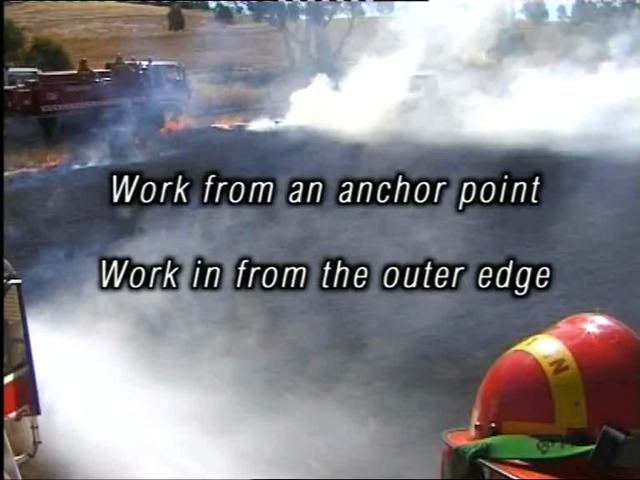 Work from an anchor point
Work in from the outer edge